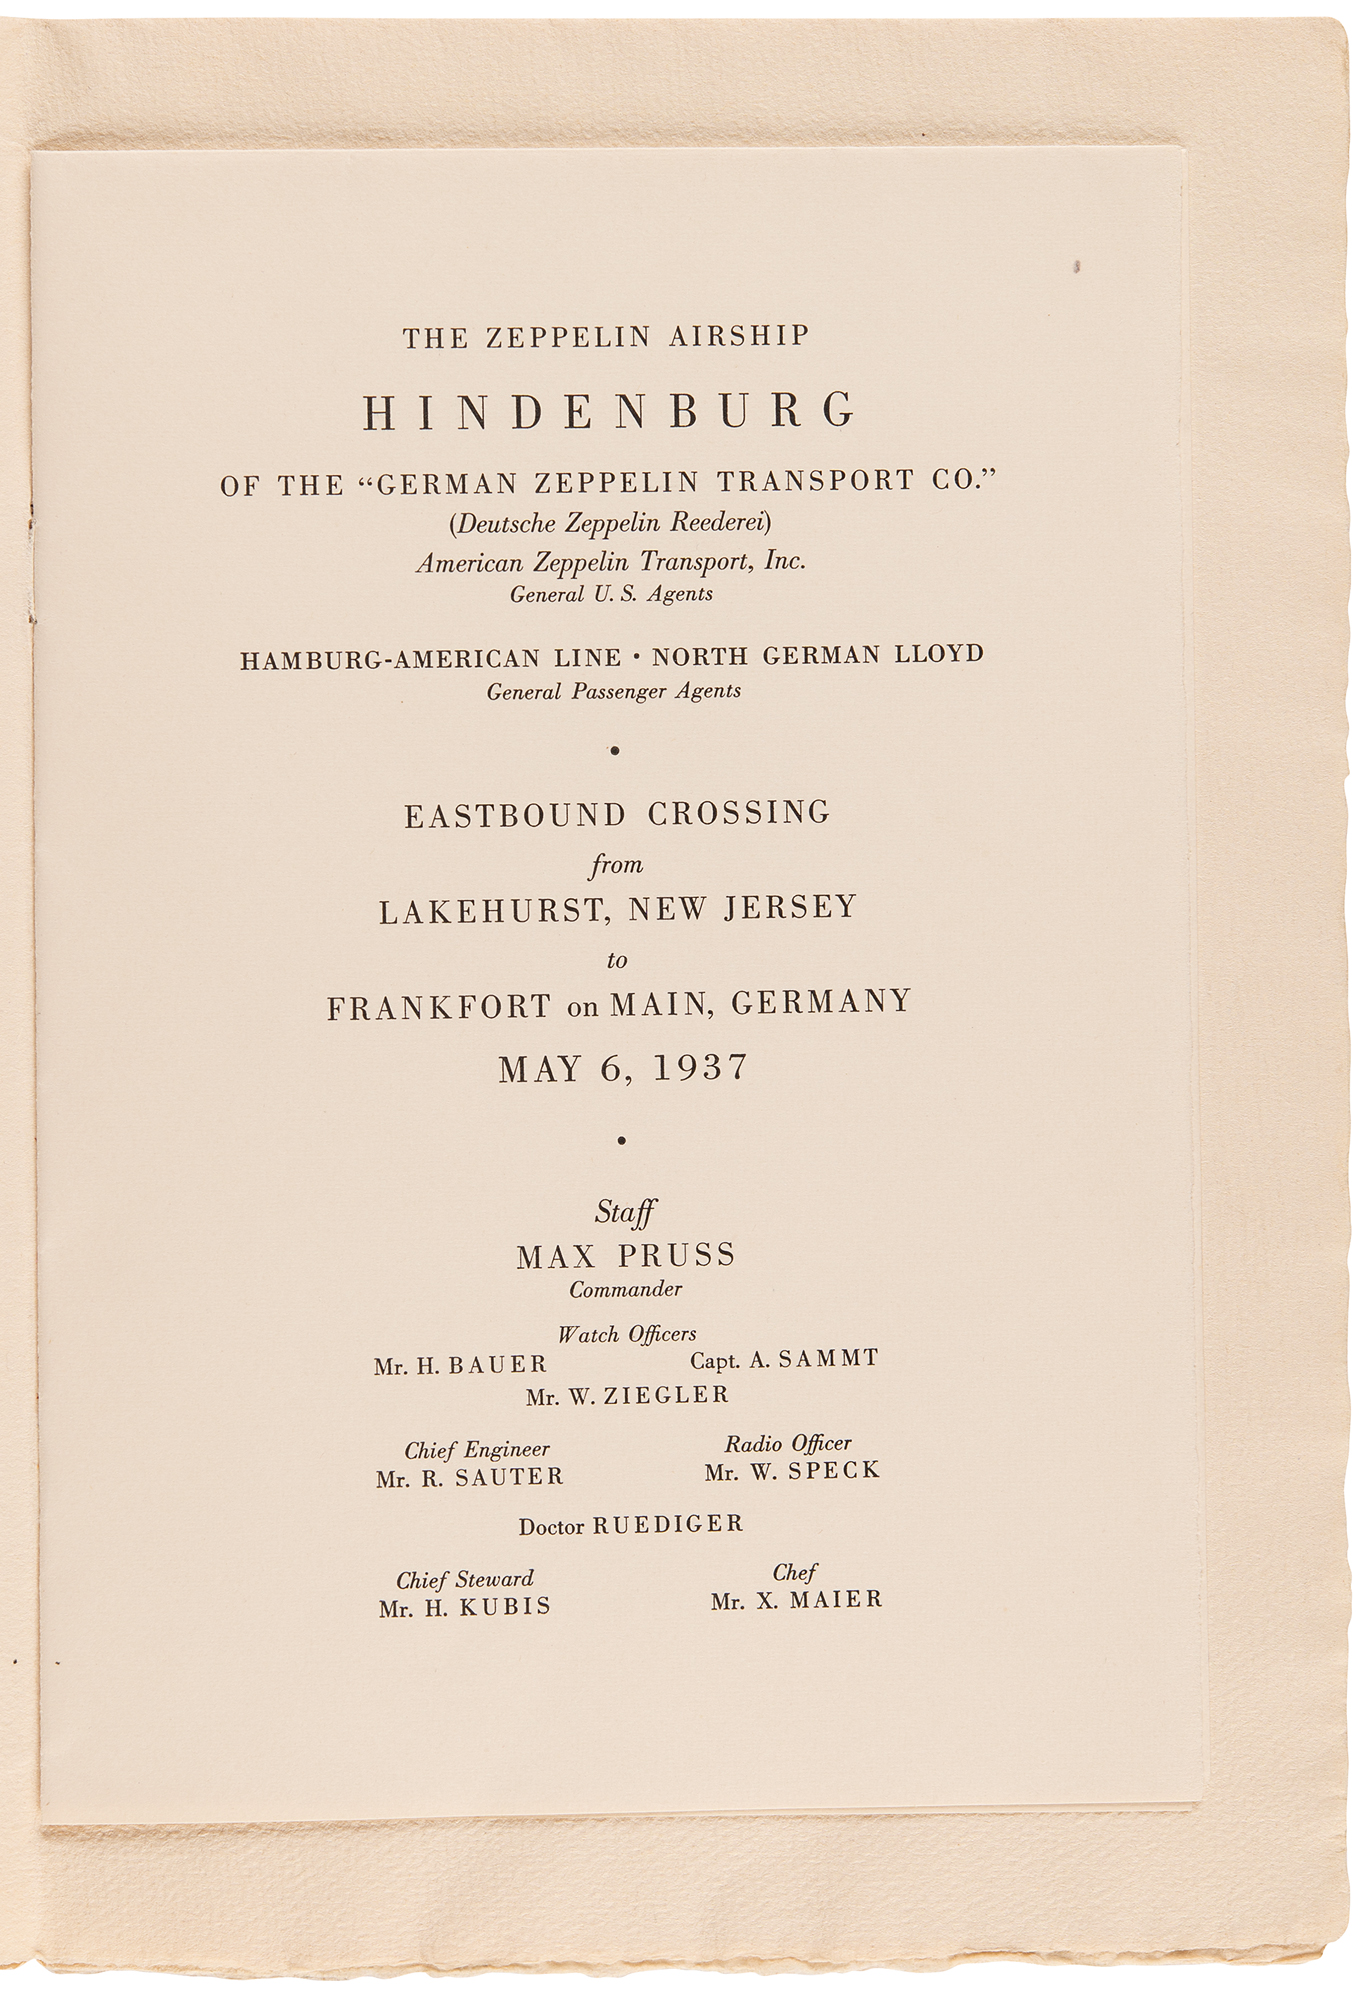 THE ZEPPELIN AIRSHIP
HINDENBURG
OF THE “GERMAN ZEPPELIN TRANSPORT CO.”
(Deutsche Zeppelin Reederei)
American Zeppelin Transport, Inc.
General U. S. Agents
HAMBURG-AMERICAN LINE • NORTH GERMAN LLOYD
General Passenger Agents
•
EASTBOUND CROSSING
from
LAKEHURST, NEW JERSEY
to
FRANKFORT on MAIN, GERMANY
MAY 6, 1937
•
Staff
MAX PRUSS
Commander
Watch Officers
Mr. H. BAUER Capt. A. SAMMT
Mr. W. ZIEGLER
Chief Engineer Radio Officer
Mr. R. SAUTER Mr. W. SPECK
Doctor RUEDIGER
Chief Steward Chef
Mr. H. KUBIS Mr. X. MAIER